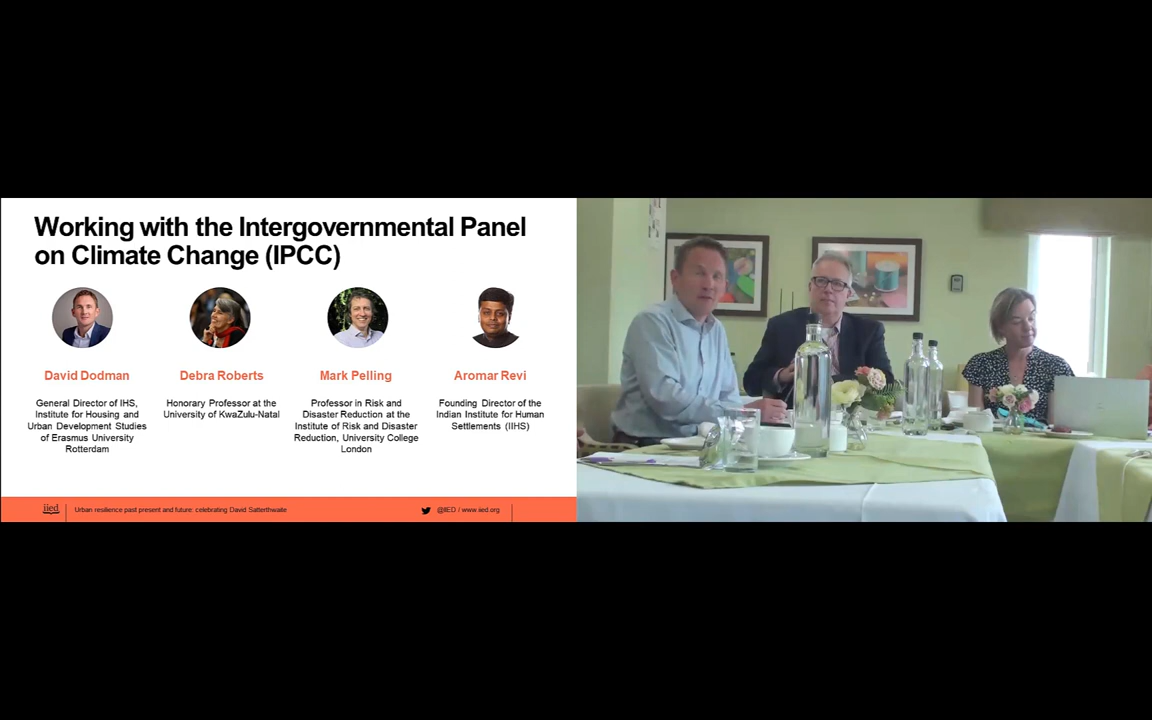 Working with the Intergovernmental Panel
on Climate Change (IPCC)
David Dodman
General Director of IHS,
Institute for Housing and
Urban Development Studies
of Erasmus University
Rotterdam
Debra Roberts
Honorary Professor at the
University of KwaZulu-Natal
Mark Pelling
Professor in Risk and
Disaster Reduction at the
Institute of Risk and Disaster
Reduction, University College
London
Aromar Revi
Founding Director of the
Indian Institute for Human
Settlements (IIHS)
iied
Urban resilience past present and future: celebrating David Satterthwaite
@IIED / www.iied.org